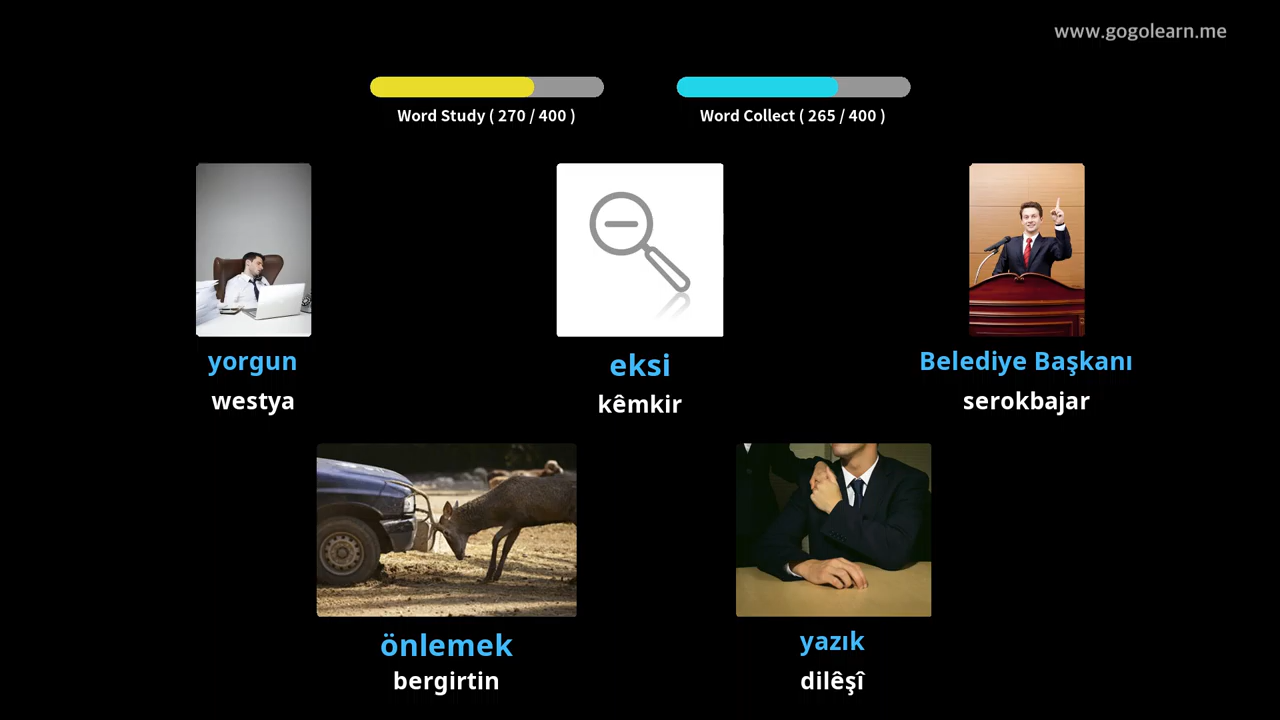 www.gogolearn.me
Word Study ( 270 / 400 )
Word Collect ( 265 / 400 )
yorgun
westya
eksi
kêmkir
Belediye Başkanı
serokbajar
önlemek
bergirtin
yazık
dilêşî